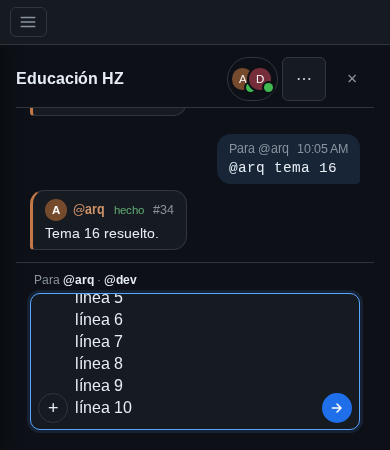 Educación HZ
A D
Para @arq 10:05 AM
@arq tema 16
A @arq hecho #34
Tema 16 resuelto.
Para @arq · @dev
línea 5
línea 6
línea 7
línea 8
línea 9
línea 10